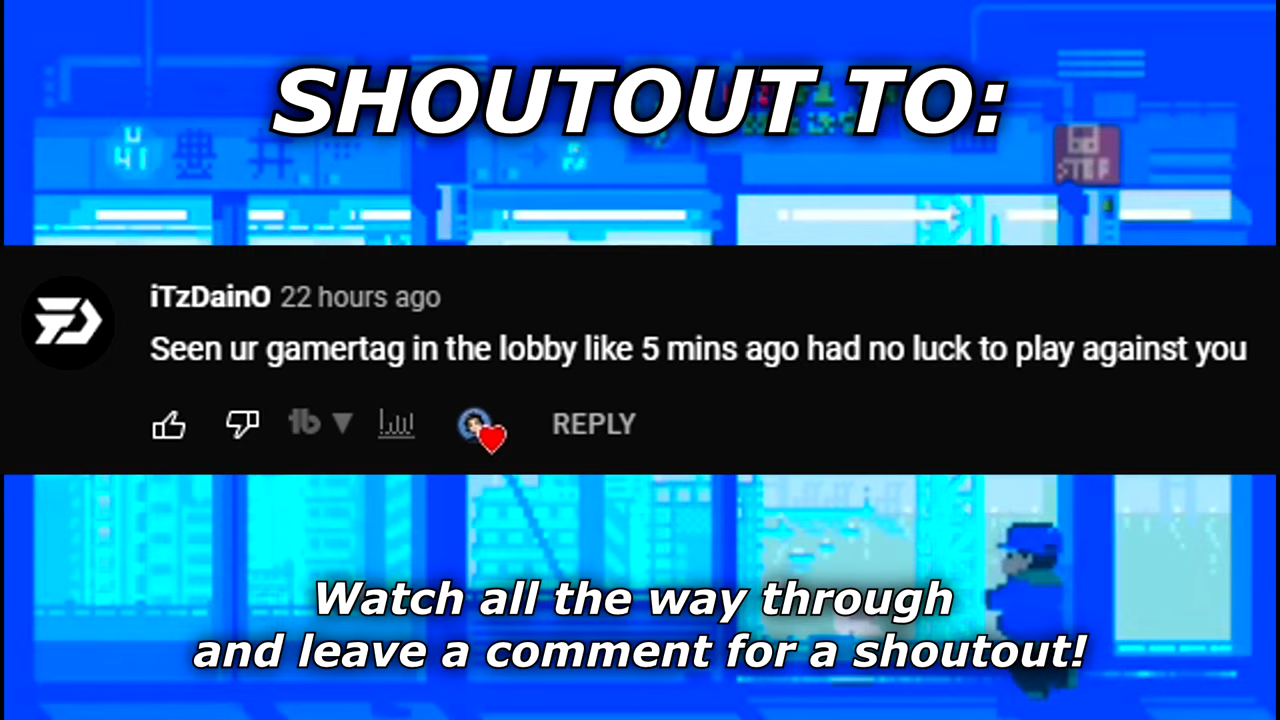 SHOUTOUT TO:
STEF
iTzDainO 22 hours ago
Seen ur gamertag in the lobby like 5 mins ago had no luck to play against you
REPLY
Watch all the way through
and leave a comment for a shoutout!